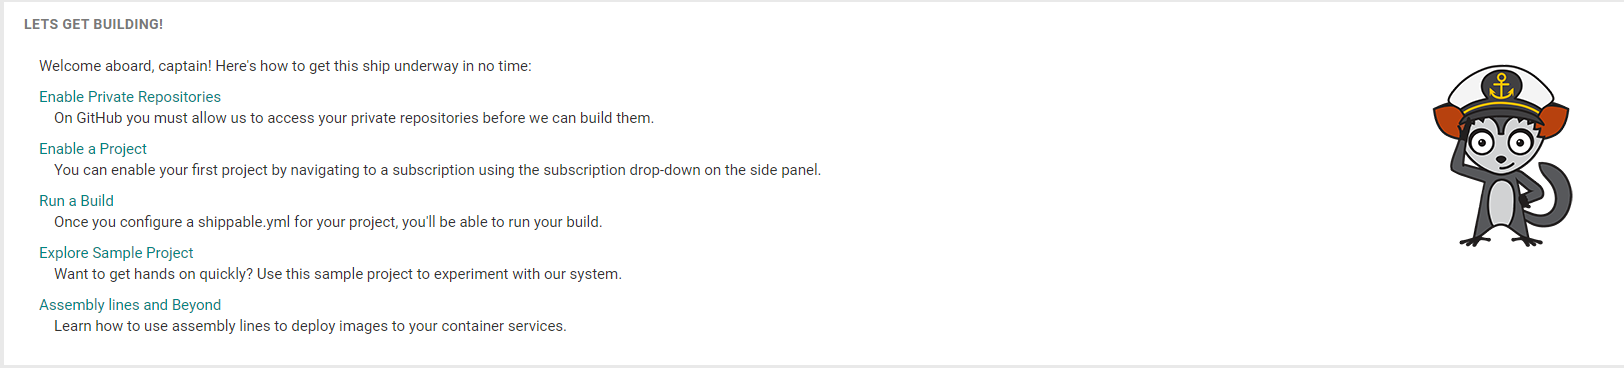 LETS GET BUILDING!
Welcome aboard, captain! Here's how to get this ship underway in no time:
Enable Private Repositories
On GitHub you must allow us to access your private repositories before we can build them.
Enable a Project
You can enable your first project by navigating to a subscription using the subscription drop-down on the side panel.
Run a Build
Once you configure a shippable.yml for your project, you'll be able to run your build.
Explore Sample Project
Want to get hands on quickly? Use this sample project to experiment with our system.
Assembly lines and Beyond
Learn how to use assembly lines to deploy images to your container services.